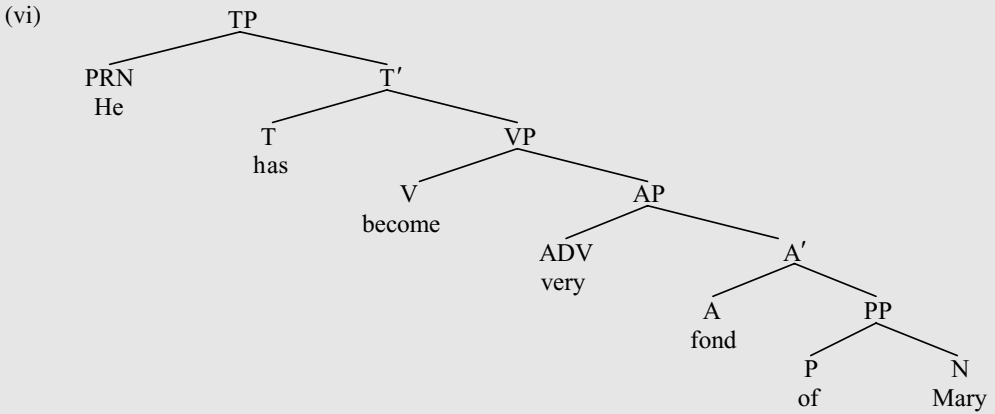 (vi) TP
PRN T′
He
T VP
has
V AP
become
ADV A′
very
A PP
fond
P N
of Mary